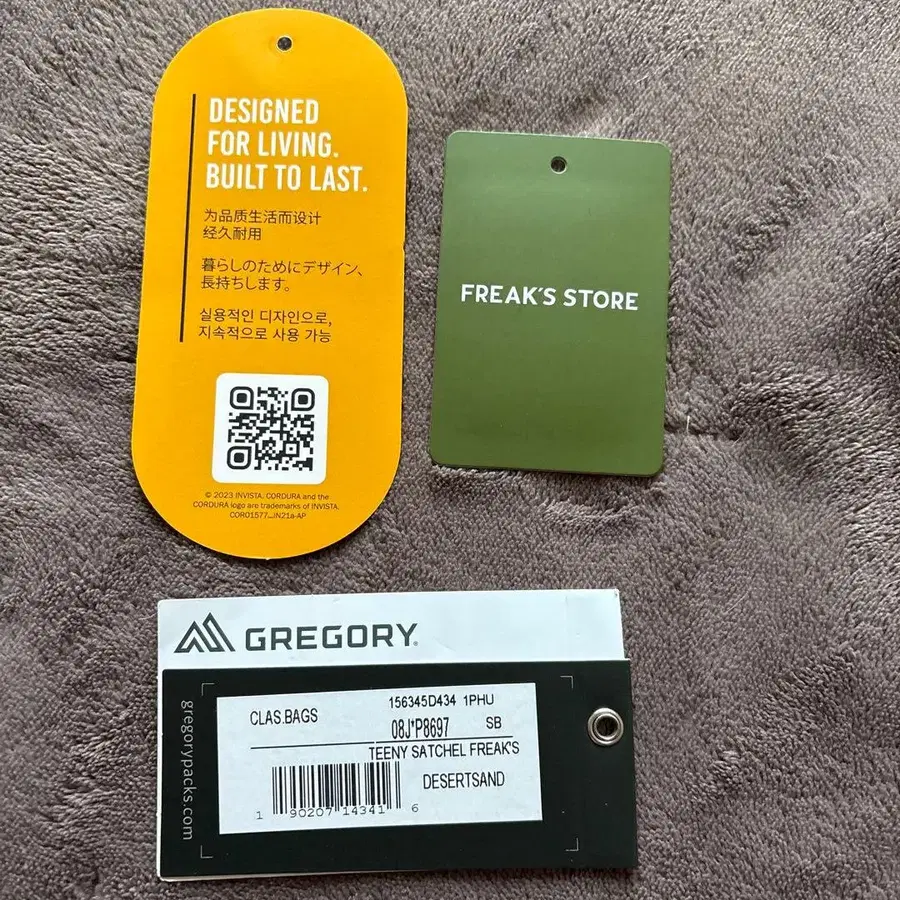 DESIGNED
FOR LIVING.
BUILT TO LAST.
为品质生活而设计
经久耐用
暮らしのためにデザイン、
長持ちします。
실용적인 디자인으로,
지속적으로 사용 가능
© 2023 INVISTA. CORDURA and the
CORDURA logo are trademarks of INVISTA.
COR01577_JN21a-AP
FREAK'S STORE
GREGORY
gregorypacks.com
CLAS.BAGS
156345D434 1PHU
08J*P8697 SB
TEENY SATCHEL FREAK'S
DESERTSAND
1 90207 14341 6